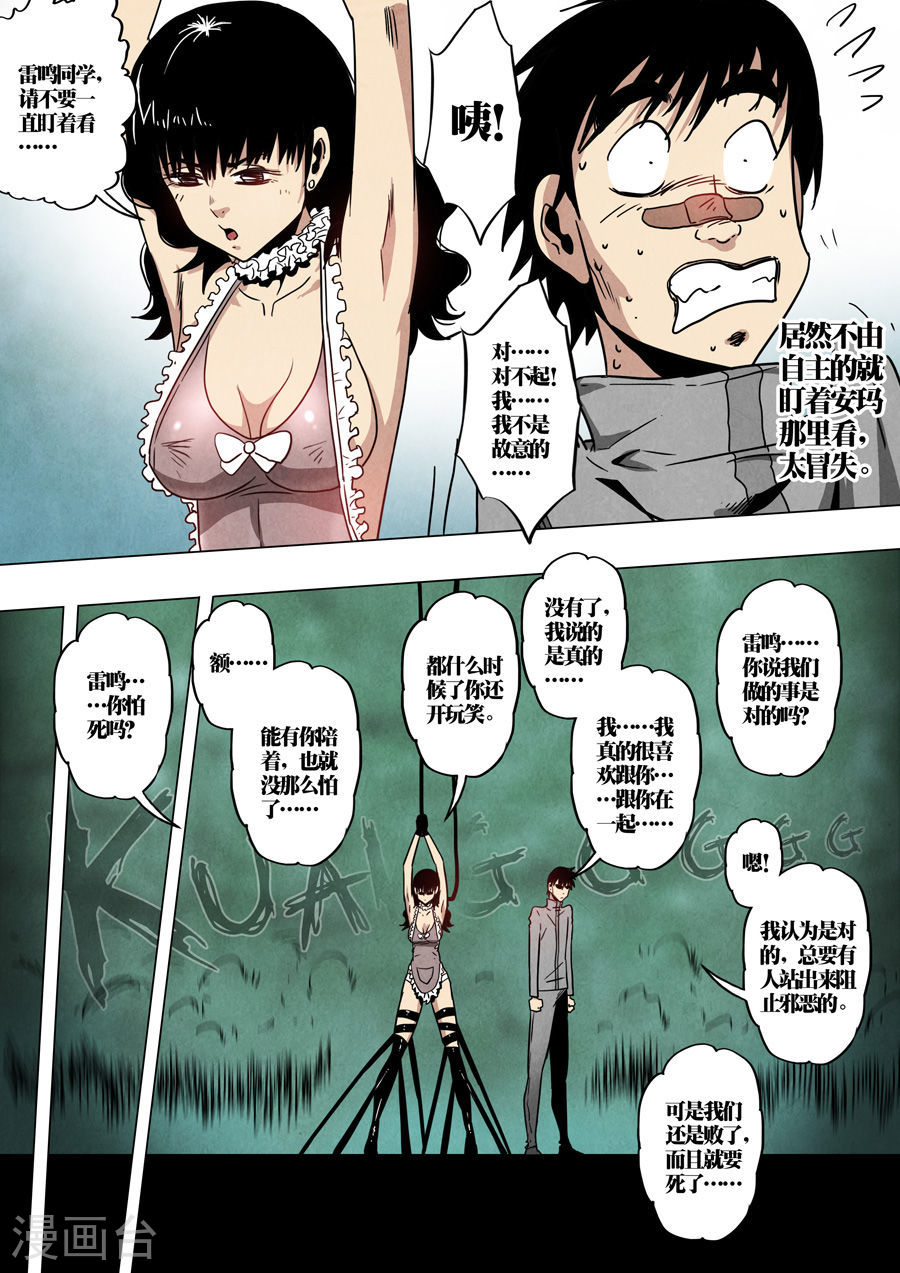 雷鸣同学,
请不要一
直盯着看
……
咦!
对……
对不起!
我……
我不是
故意的
……
居然不由
自主的就
盯着安玛
那里看,
太冒失。
雷鸣……
……你怕
死吗?
额……
能有你陪
着,也就
没那么怕
了……
都什么时
候了你还
开玩笑。
没有了,
我说的
是真的
……
我……我
真的很喜
欢跟你…
…跟你在
一起……
雷鸣……
你说我们
做的事是
对的吗?
嗯!
我认为是对
的,总要有
人站出来阻
止邪恶的。
可是我们
还是败了,
而且就要
死了……
KUANGGGGG
漫画台